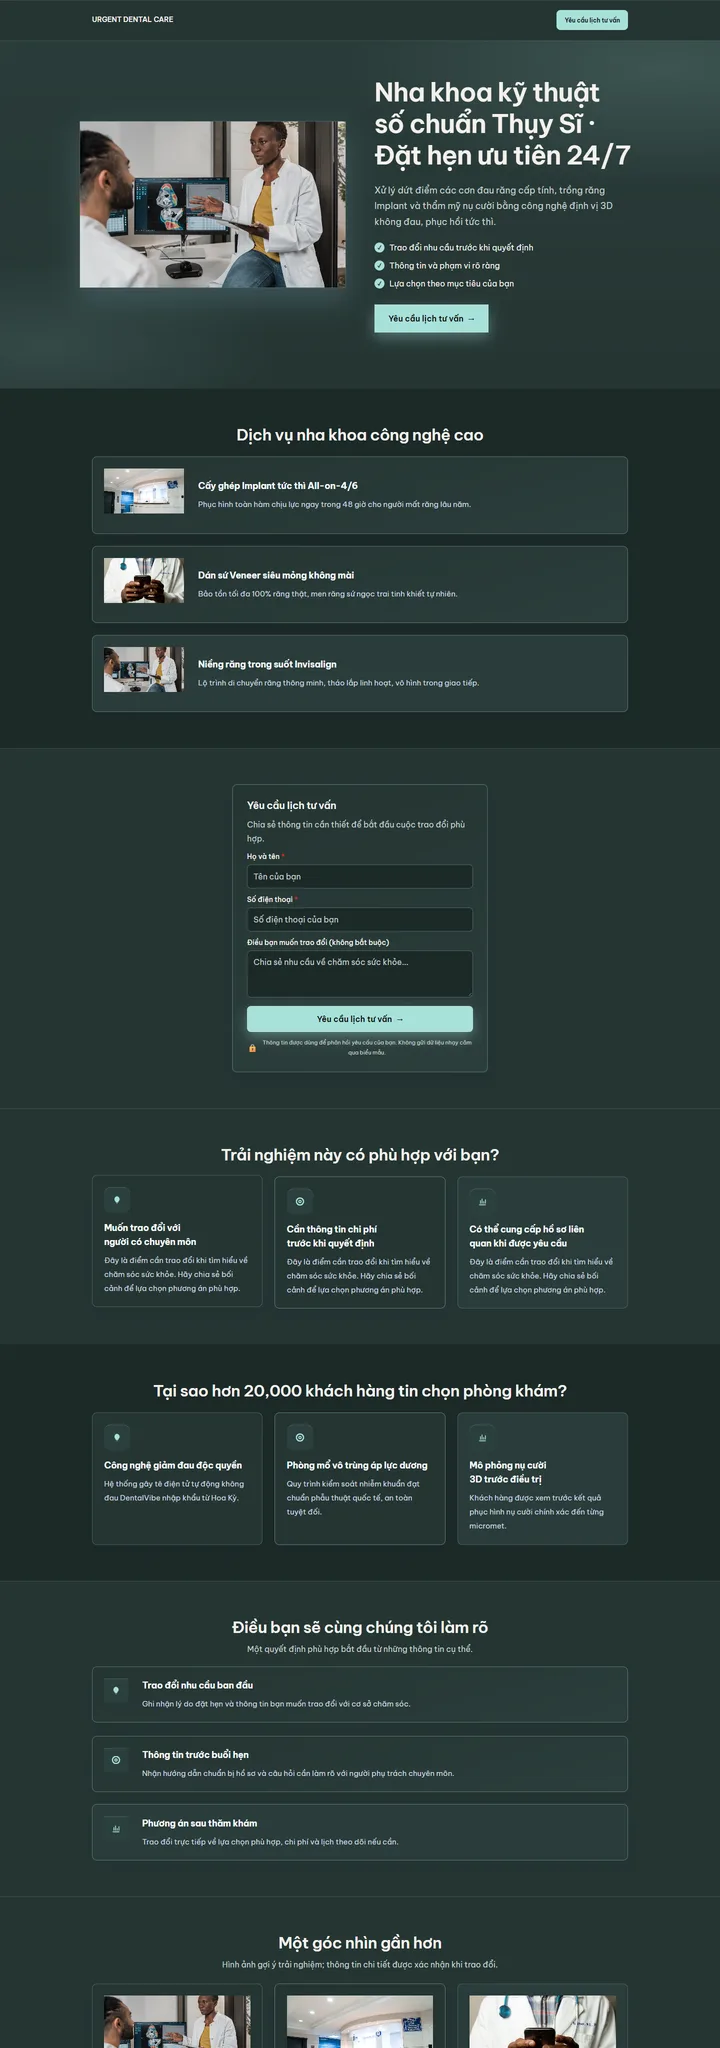 URGENT DENTAL CARE
Yêu cầu lịch tư vấn
Nha khoa kỹ thuật
số chuẩn Thụy Sĩ ·
Đặt hẹn ưu tiên 24/7
Xử lý dứt điểm các cơn đau răng cấp tính, trồng răng
Implant và thẩm mỹ nụ cười bằng công nghệ định vị 3D
không đau, phục hồi tức thì.
Trao đổi nhu cầu trước khi quyết định
Thông tin và phạm vi rõ ràng
Lựa chọn theo mục tiêu của bạn
Yêu cầu lịch tư vấn →
Dịch vụ nha khoa công nghệ cao
Cấy ghép Implant tức thì All-on-4/6
Phục hình toàn hàm chịu lực ngay trong 48 giờ cho người mất răng lâu năm.
Dán sứ Veneer siêu mỏng không mài
Bảo tồn tối đa 100% răng thật, men răng sứ ngọc trai tinh khiết tự nhiên.
Niềng răng trong suốt Invisalign
Lộ trình di chuyển răng thông minh, tháo lắp linh hoạt, vô hình trong giao tiếp.
Yêu cầu lịch tư vấn
Chia sẻ thông tin cần thiết để bắt đầu cuộc trao đổi phù
hợp.
Họ và tên *
Tên của bạn
Số điện thoại *
Số điện thoại của bạn
Điều bạn muốn trao đổi (không bắt buộc)
Chia sẻ nhu cầu về chăm sóc sức khỏe...
Yêu cầu lịch tư vấn →
Thông tin được dùng để phản hồi yêu cầu của bạn. Không gửi dữ liệu nhạy cảm
qua biểu mẫu.
Trải nghiệm này có phù hợp với bạn?
Muốn trao đổi với
người có chuyên môn
Đây là điểm cần trao đổi khi tìm hiểu về
chăm sóc sức khỏe. Hãy chia sẻ bối
cảnh để lựa chọn phương án phù hợp.
Cần thông tin chi phí
trước khi quyết định
Đây là điểm cần trao đổi khi tìm hiểu về
chăm sóc sức khỏe. Hãy chia sẻ bối
cảnh để lựa chọn phương án phù hợp.
Có thể cung cấp hồ sơ liên
quan khi được yêu cầu
Đây là điểm cần trao đổi khi tìm hiểu về
chăm sóc sức khỏe. Hãy chia sẻ bối
cảnh để lựa chọn phương án phù hợp.
Tại sao hơn 20,000 khách hàng tin chọn phòng khám?
Công nghệ giảm đau độc quyền
Hệ thống gây tê điện tử tự động không
đau DentalVibe nhập khẩu từ Hoa Kỳ.
Phòng mổ vô trùng áp lực dương
Quy trình kiểm soát nhiễm khuẩn đạt
chuẩn phẫu thuật quốc tế, an toàn
tuyệt đối.
Mô phỏng nụ cười
3D trước điều trị
Khách hàng được xem trước kết quả
phục hình nụ cười chính xác đến từng
micromet.
Điều bạn sẽ cùng chúng tôi làm rõ
Một quyết định phù hợp bắt đầu từ những thông tin cụ thể.
Trao đổi nhu cầu ban đầu
Ghi nhận lý do đặt hẹn và thông tin bạn muốn trao đổi với cơ sở chăm sóc.
Thông tin trước buổi hẹn
Nhận hướng dẫn chuẩn bị hồ sơ và câu hỏi cần làm rõ với người phụ trách chuyên môn.
Phương án sau thăm khám
Trao đổi trực tiếp về lựa chọn phù hợp, chi phí và lịch theo dõi nếu cần.
Một góc nhìn gần hơn
Hình ảnh gợi ý trải nghiệm; thông tin chi tiết được xác nhận khi trao đổi.